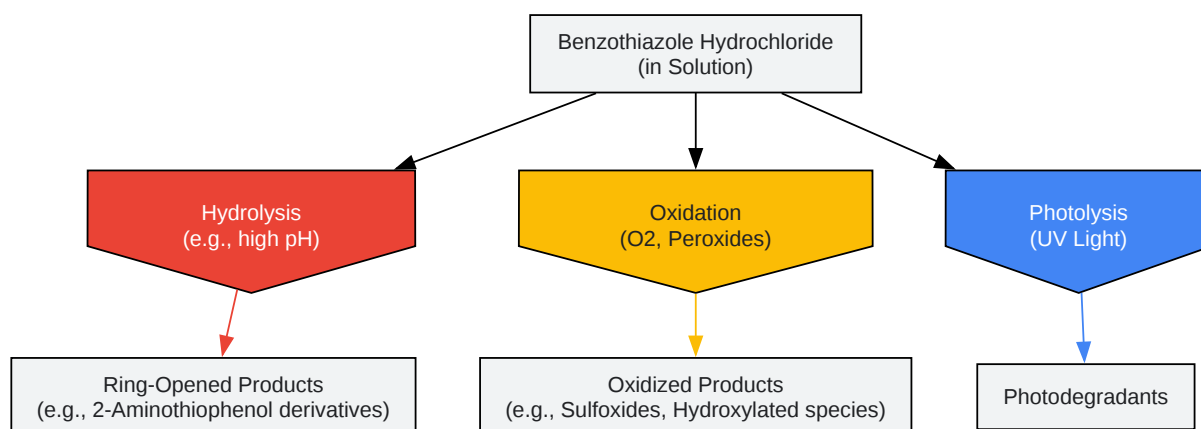 Benzothiazole Hydrochloride
(in Solution)
Hydrolysis
(e.g., high pH)
Oxidation
(O2, Peroxides)
Photolysis
(UV Light)
Ring-Opened Products
(e.g., 2-Aminothiophenol derivatives)
Oxidized Products
(e.g., Sulfoxides, Hydroxylated species)
Photodegradants